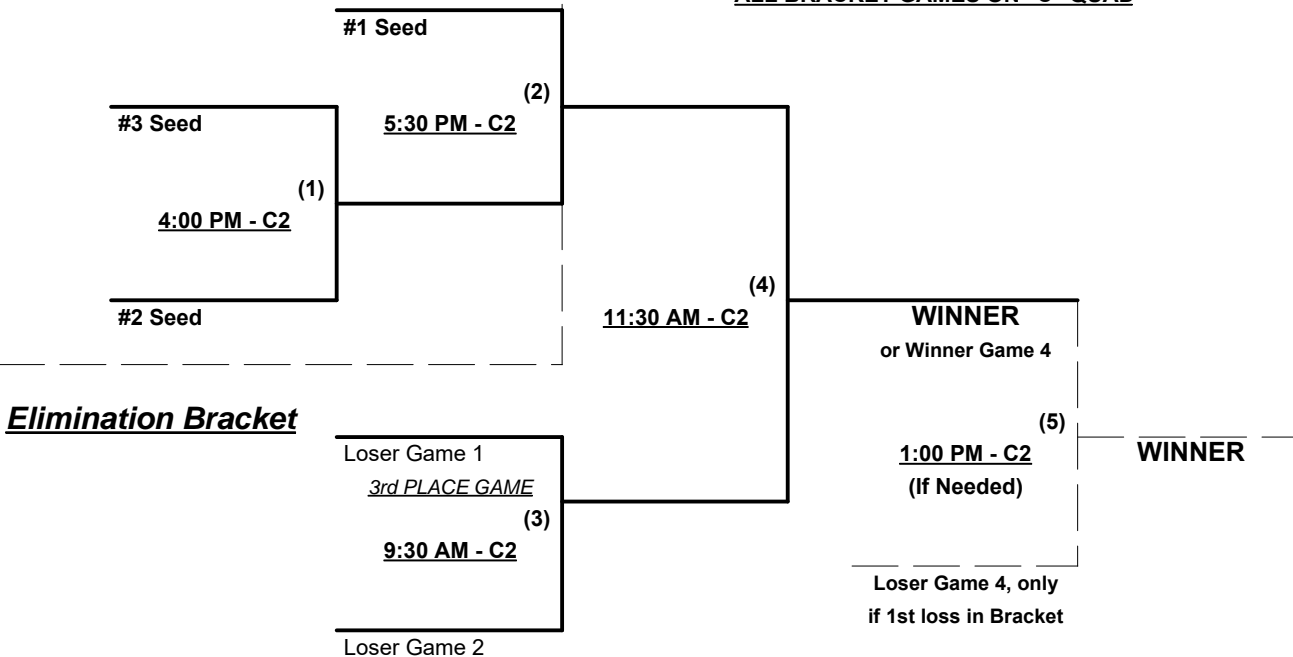 ALL BRACKET GAMES ON "C" QUAD
#1 Seed
(2)
5:30 PM - C2
#3 Seed
(1)
4:00 PM - C2
#2 Seed
(4)
11:30 AM - C2
WINNER
or Winner Game 4
Elimination Bracket
Loser Game 1
3rd PLACE GAME
(3)
9:30 AM - C2
Loser Game 2
(5)
1:00 PM - C2
(If Needed)
WINNER
Loser Game 4, only
if 1st loss in Bracket